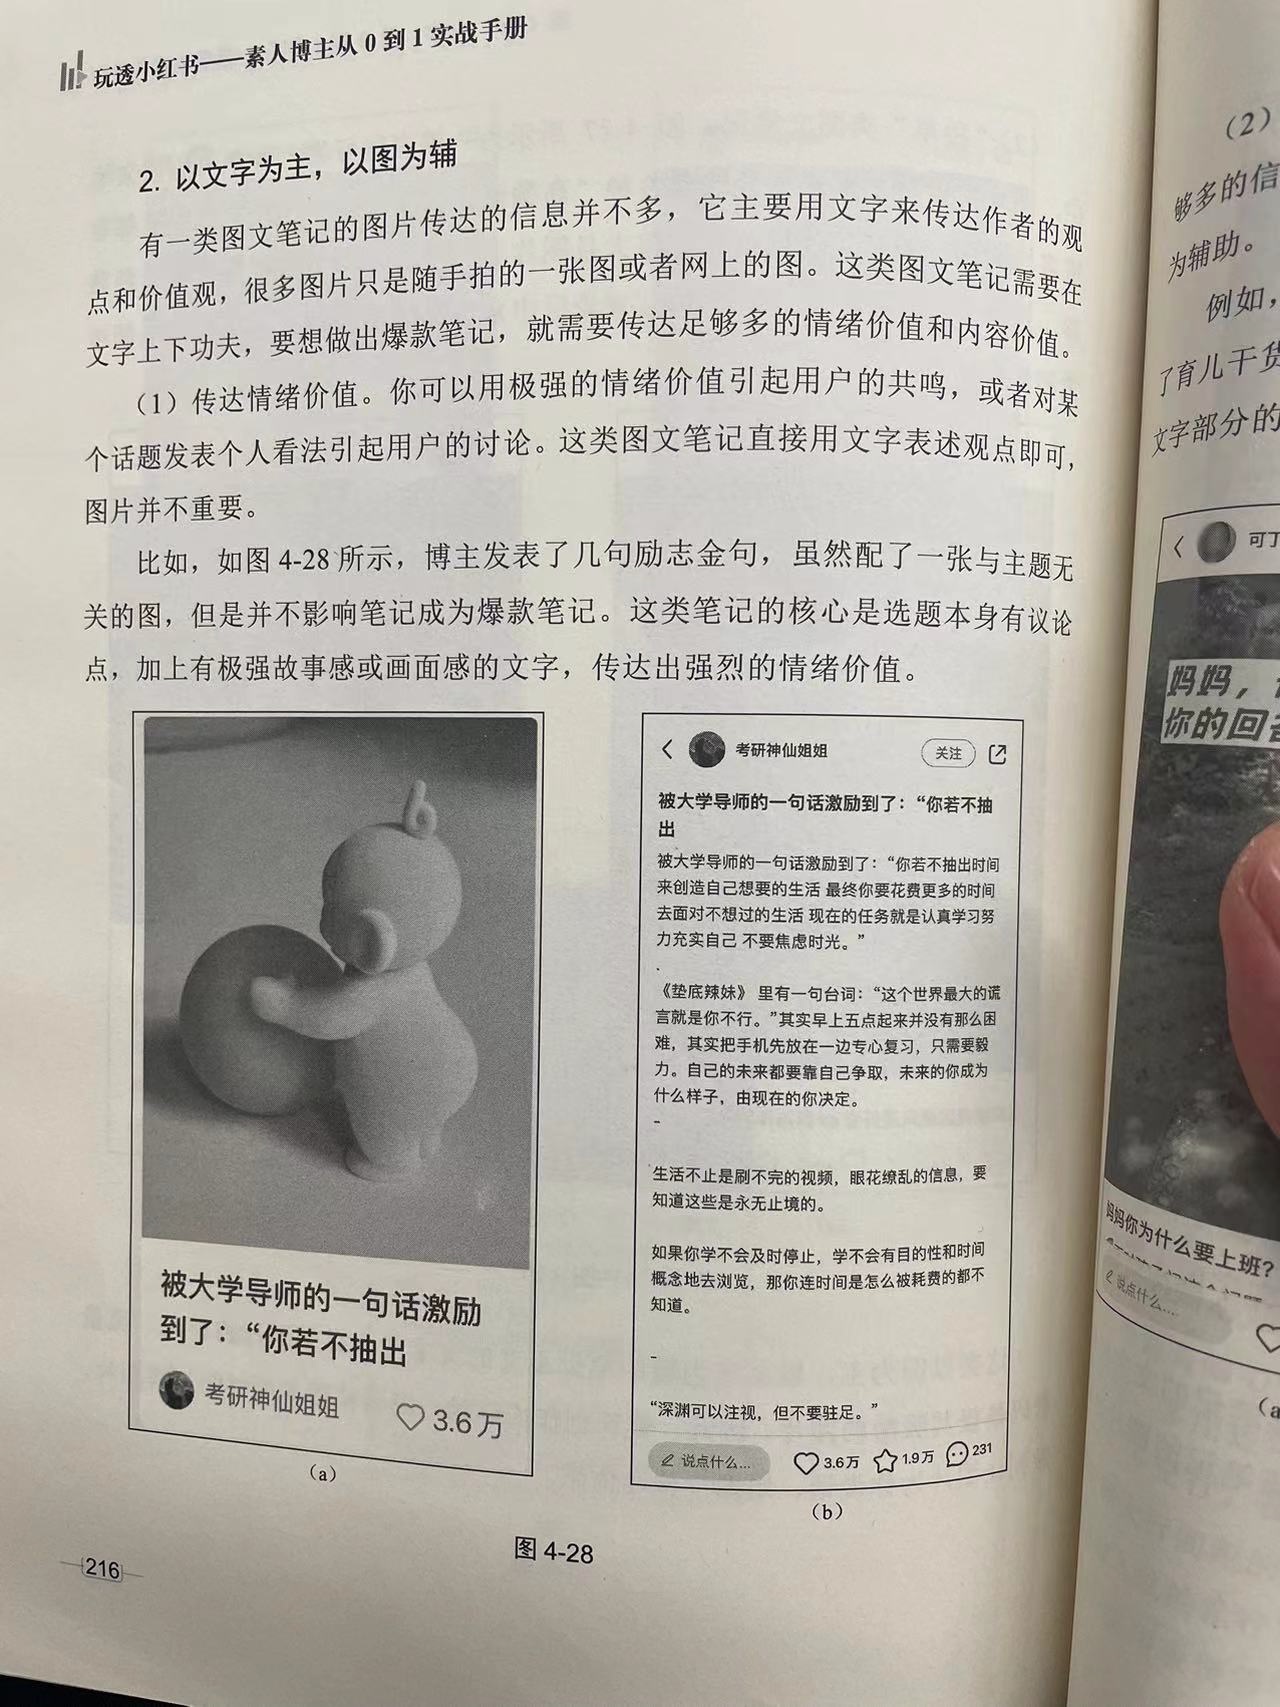 玩透小红书——素人博主从0到1实战手册
2. 以文字为主，以图为辅
有一类图文笔记的图片传达的信息并不多，它主要用文字来传达作者的观
点和价值观，很多图片只是随手拍的一张图或者网上的图。这类图文笔记需要在
文字上下功夫，要想做出爆款笔记，就需要传达足够多的情绪价值和内容价值。
（1）传达情绪价值。你可以用极强的情绪价值引起用户的共鸣，或者对某
个话题发表个人看法引起用户的讨论。这类图文笔记直接用文字表述观点即可，
图片并不重要。
比如，如图 4-28 所示，博主发表了几句励志金句，虽然配了一张与主题无
关的图，但是并不影响笔记成为爆款笔记。这类笔记的核心是选题本身有议论
点，加上有极强故事感或画面感的文字，传达出强烈的情绪价值。
被大学导师的一句话激励
到了：“你若不抽出
考研神仙姐姐
3.6万
（a）
考研神仙姐姐
关注
被大学导师的一句话激励到了：“你若不抽
出
被大学导师的一句话激励到了：“你若不抽出时间
来创造自己想要的生活 最终你要花费更多的时间
去面对不想过的生活 现在的任务就是认真学习努
力充实自己 不要焦虑时光。”
.
《垫底辣妹》 里有一句台词：“这个世界最大的谎
言就是你不行。”其实早上五点起来并没有那么困
难，其实把手机先放在一边专心复习，只需要毅
力。自己的未来都要靠自己争取，未来的你成为
什么样子，由现在的你决定。
-
生活不止是刷不完的视频，眼花缭乱的信息，要
知道这些是永无止境的。
如果你学不会及时停止，学不会有目的性和时间
概念地去浏览，那你连时间是怎么被耗费的都不
知道。
-
“深渊可以注视，但不要驻足。”
说点什么...
3.6万
1.9万
231
（b）
图 4-28
216
（2）
够多的信
为辅助。
例如，
了育儿干货
文字部分的
可丁
妈妈，
你的回答
妈妈你为什么要上班？
说点什么...
（a